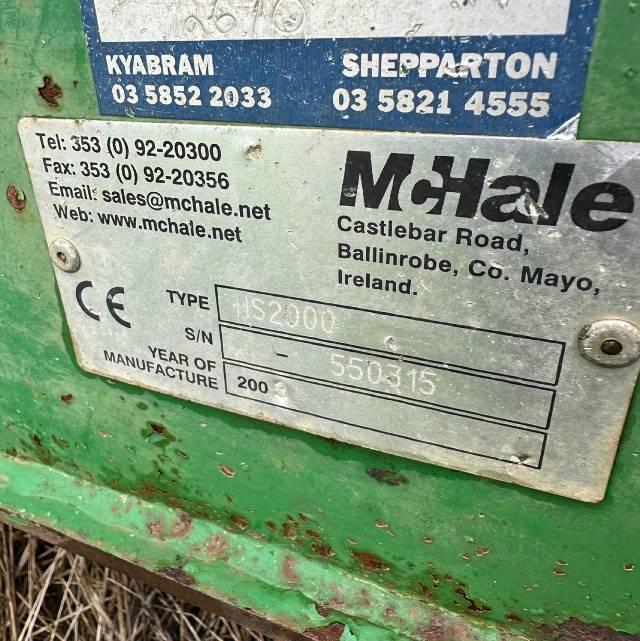 KYABRAM
03 5852 2033
SHEPPARTON
03 5821 4555
Tel: 353 (0) 92-20300
Fax: 353 (0) 92-20356
Email: sales@mchale.net
Web: www.mchale.net
McHale
Castlebar Road,
Ballinrobe, Co. Mayo,
Ireland.
CE
TYPE HS2000
S/N - 550315
YEAR OF
MANUFACTURE 200